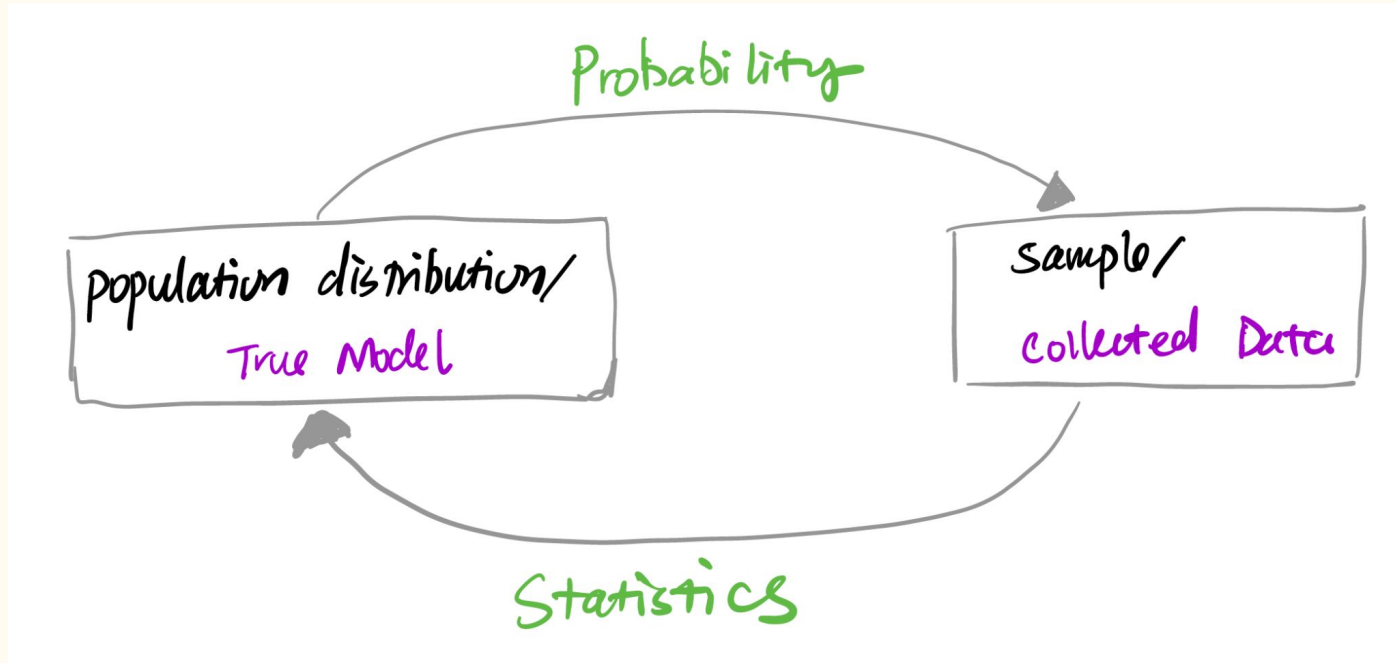 Probability
population distribution/
True Model
Sample/
Collected Data
Statistics